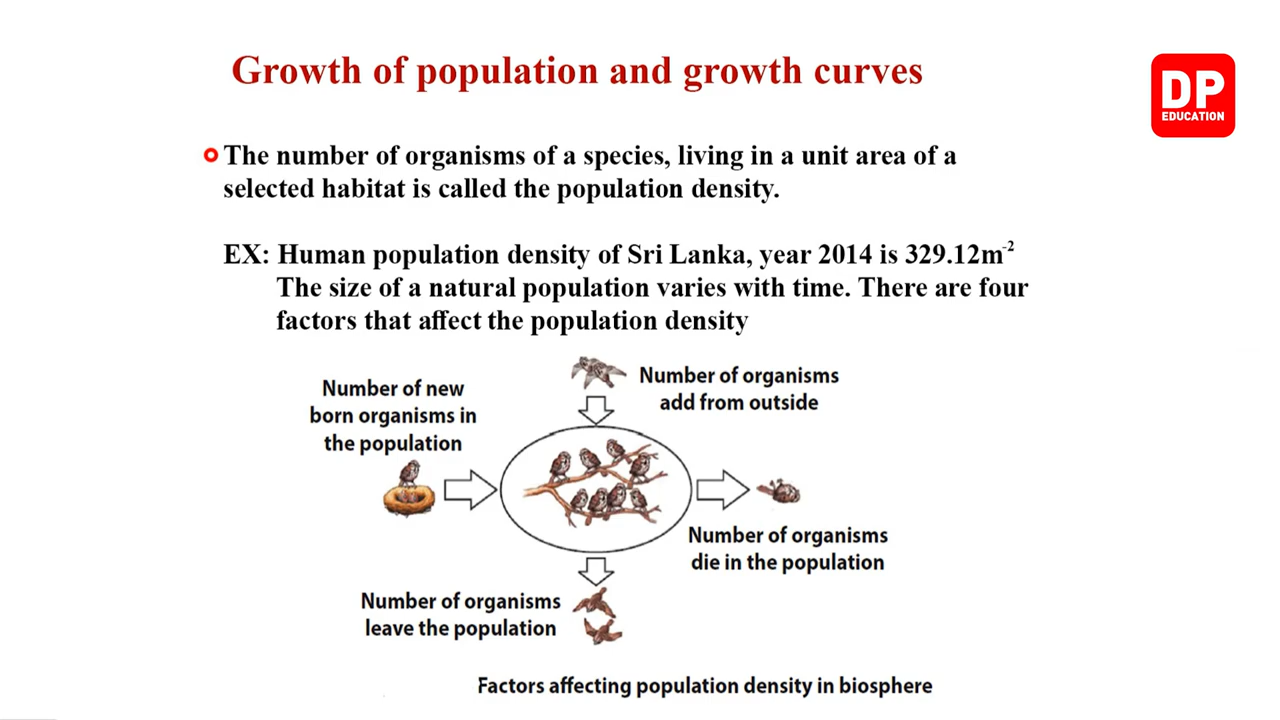 Growth of population and growth curves
DP
EDUCATION
The number of organisms of a species, living in a unit area of a
selected habitat is called the population density.
EX: Human population density of Sri Lanka, year 2014 is 329.12m⁻²
The size of a natural population varies with time. There are four
factors that affect the population density
Number of new
born organisms in
the population
Number of organisms
add from outside
Number of organisms
die in the population
Number of organisms
leave the population
Factors affecting population density in biosphere